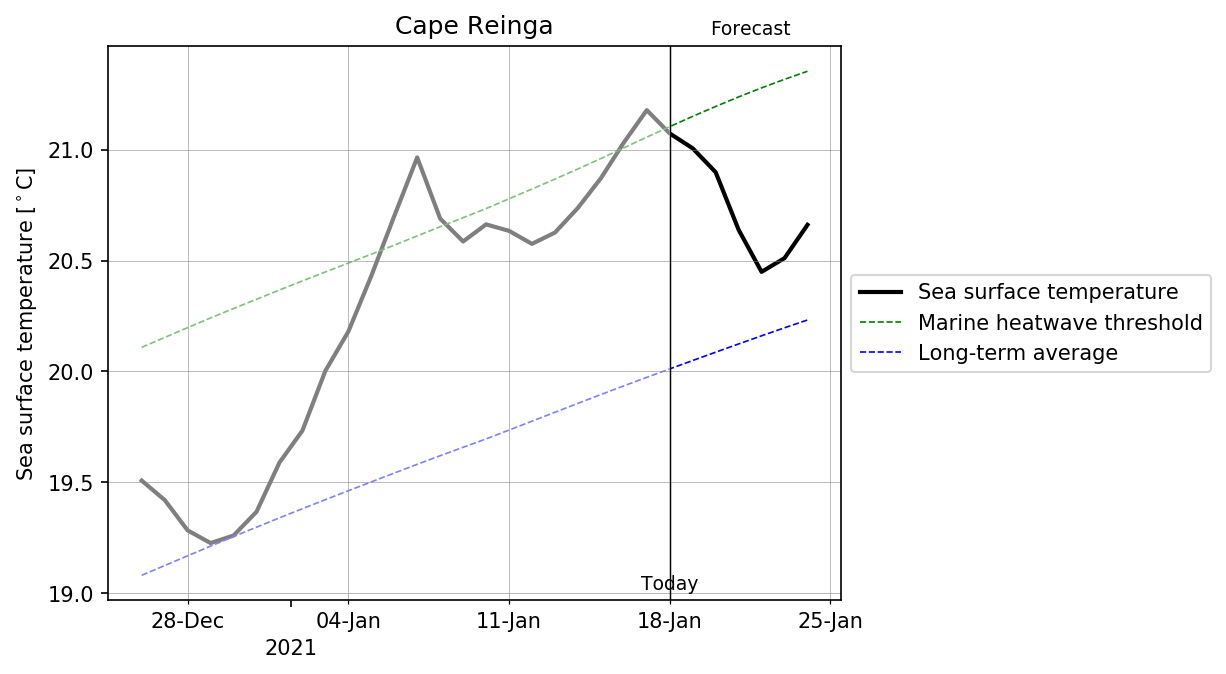 Cape Reinga
Forecast
Sea surface temperature [°C]
21.0
20.5
20.0
19.5
19.0
Today
28-Dec
04-Jan
11-Jan
18-Jan
25-Jan
2021
Sea surface temperature
Marine heatwave threshold
Long-term average